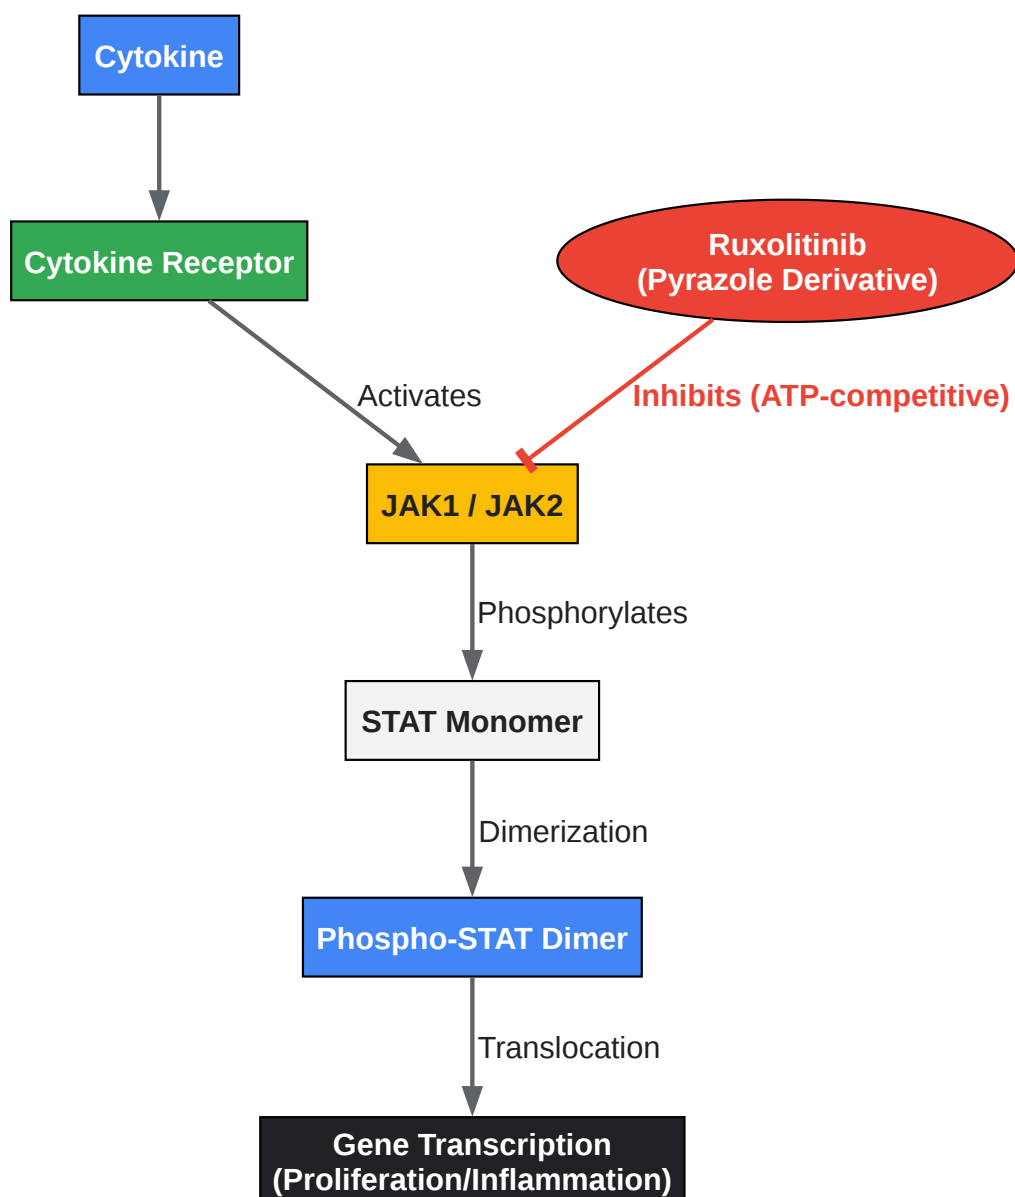 Cytokine
Cytokine Receptor
Ruxolitinib
(Pyrazole Derivative)
Activates
Inhibits (ATP-competitive)
JAK1 / JAK2
Phosphorylates
STAT Monomer
Dimerization
Phospho-STAT Dimer
Translocation
Gene Transcription
(Proliferation/Inflammation)